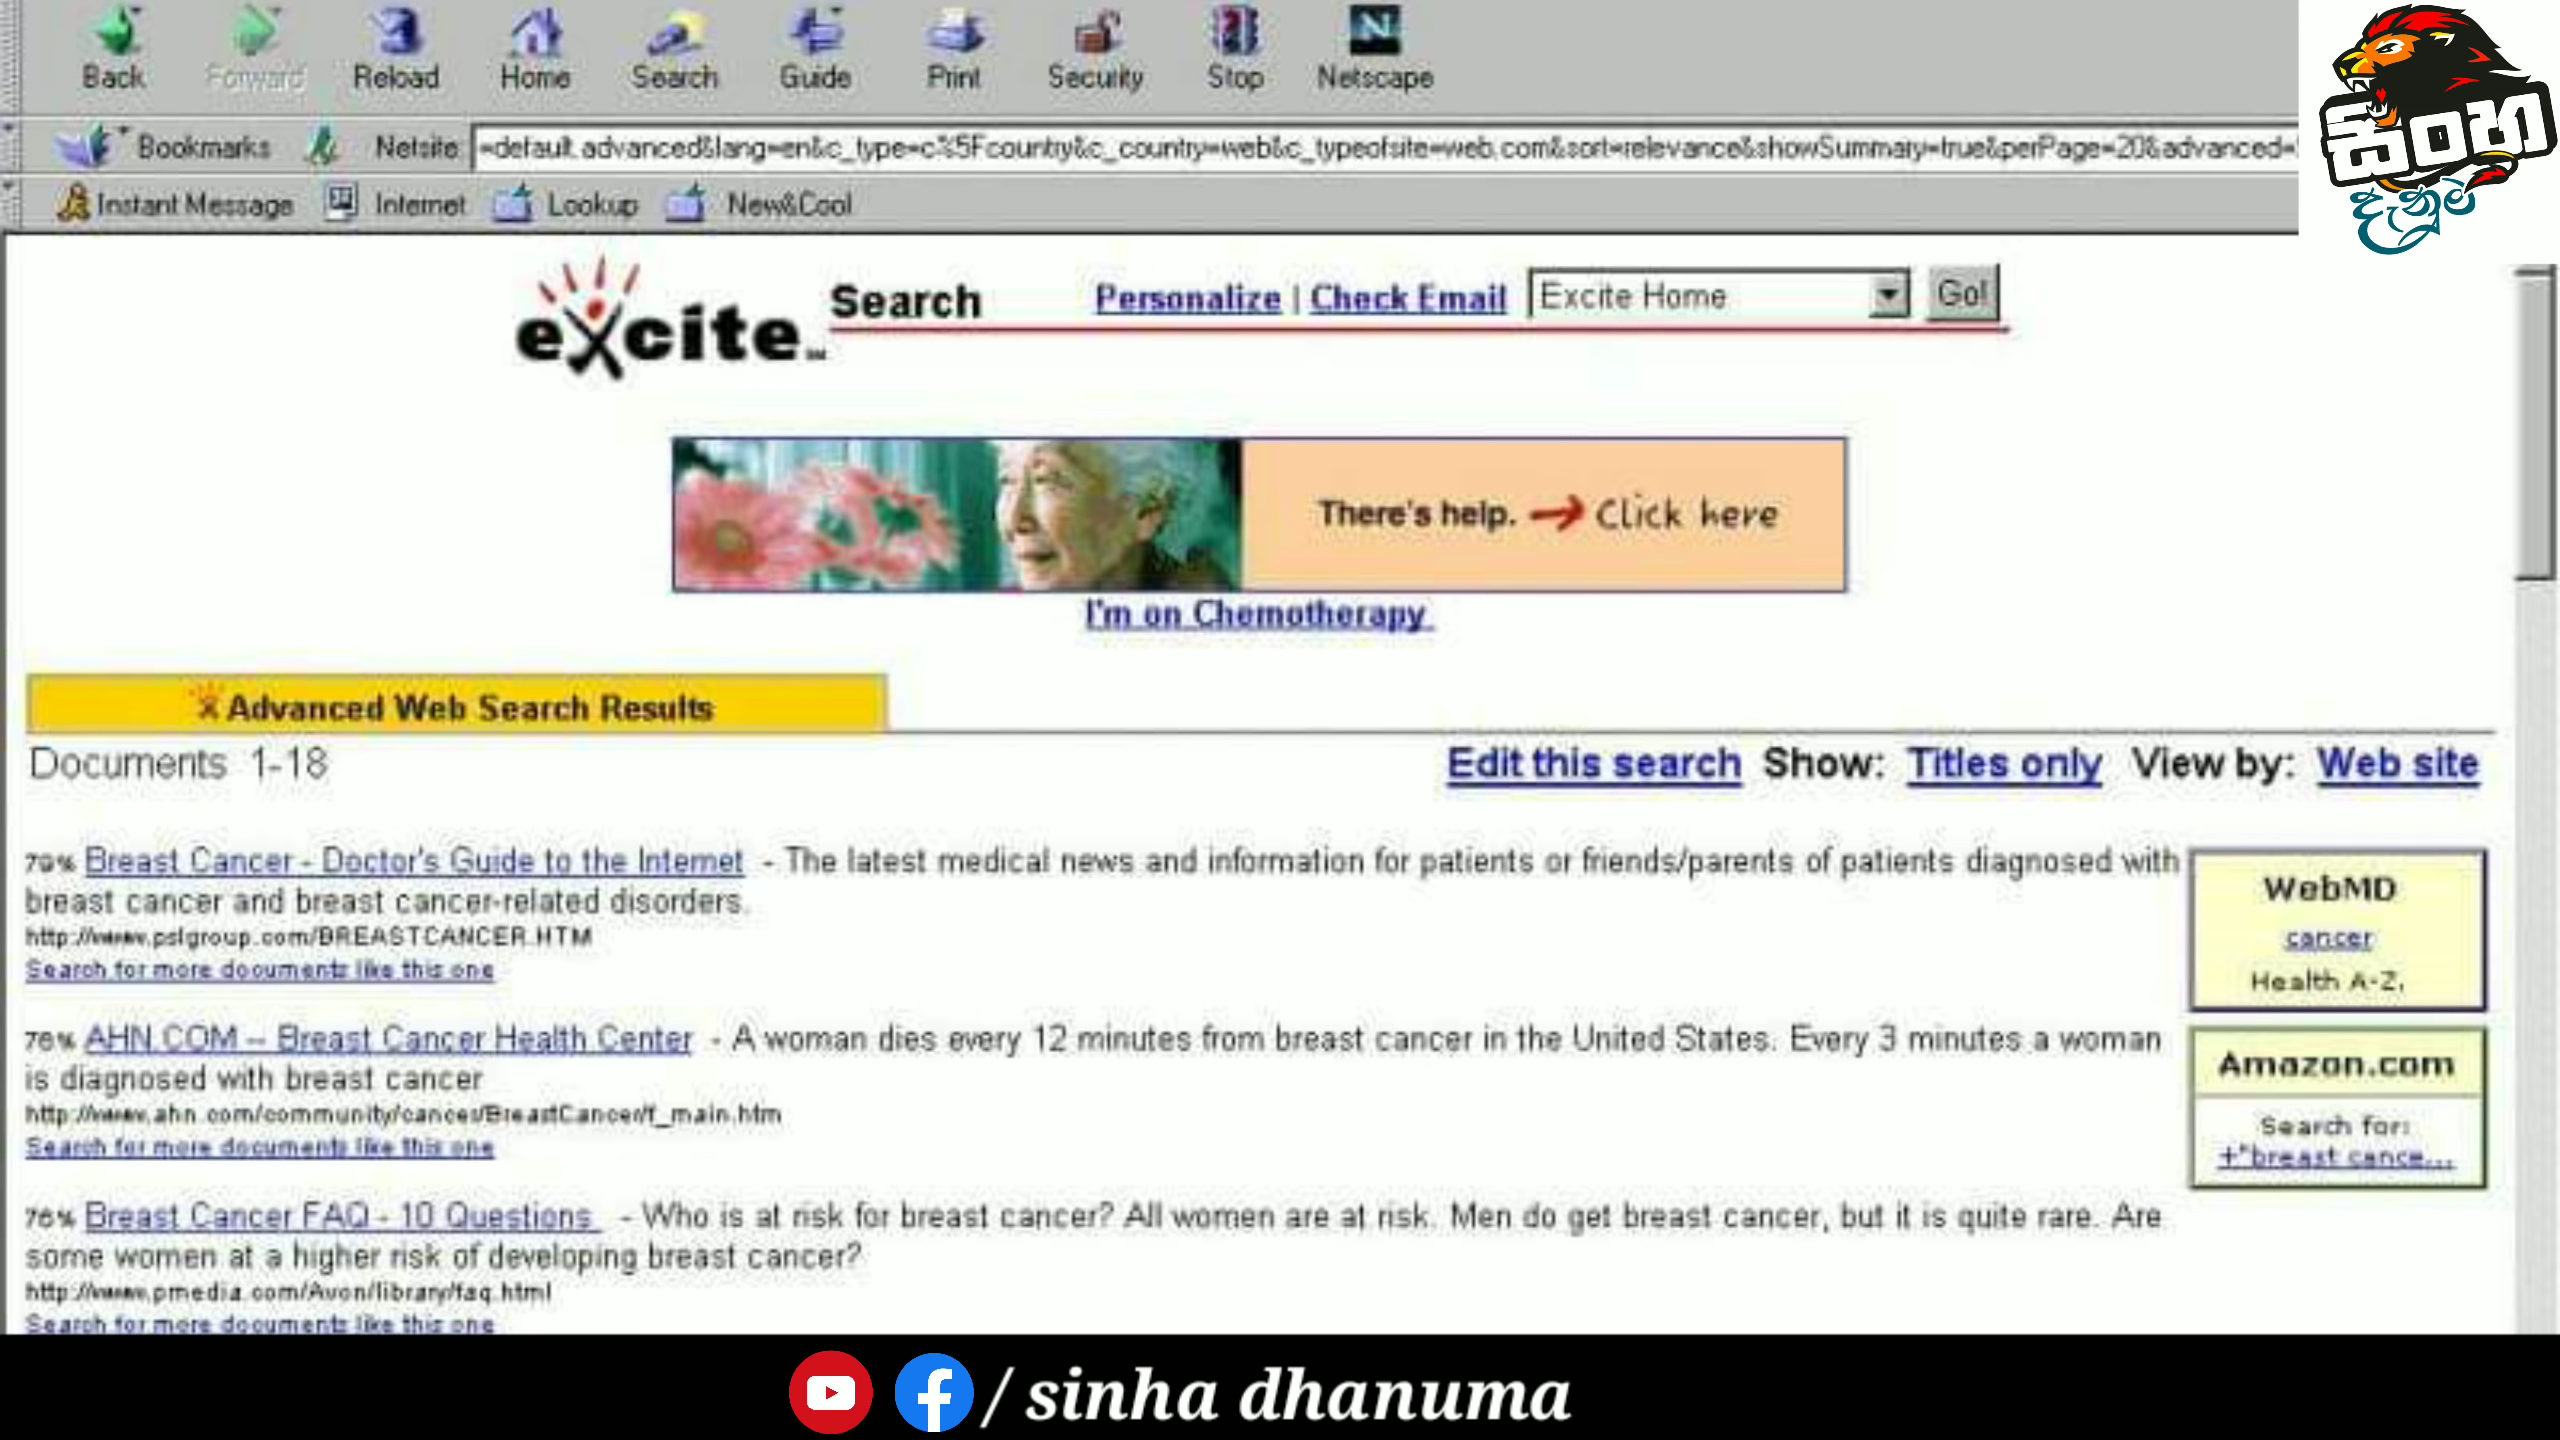 Back Forward Reload Home Search Guide Print Security Stop Netscape
Bookmarks Netsite: =default.advanced&lang=en&c_type=c%5Fcountry&c_country=web&c_typeofsite=web.com&sort=relevance&showSummary=true&perPage=20&advanced=
Instant Message Internet Lookup New&Cool
සිංහ
දැනුම
excite Search Personalize | Check Email Excite Home Go!
There's help. → Click here
I'm on Chemotherapy
Advanced Web Search Results
Documents 1-18 Edit this search Show: Titles only View by: Web site
79% Breast Cancer - Doctor's Guide to the Internet - The latest medical news and information for patients or friends/parents of patients diagnosed with
breast cancer and breast cancer-related disorders.
http://www.pslgroup.com/BREASTCANCER.HTM
Search for more documents like this one
76% AHN.COM -- Breast Cancer Health Center - A woman dies every 12 minutes from breast cancer in the United States. Every 3 minutes a woman
is diagnosed with breast cancer
http://www.ahn.com/community/cancer/BreastCancer/f_main.htm
Search for more documents like this one
76% Breast Cancer FAQ - 10 Questions - Who is at risk for breast cancer? All women are at risk. Men do get breast cancer, but it is quite rare. Are
some women at a higher risk of developing breast cancer?
http://www.pmedia.com/Avon/library/faq.html
Search for more documents like this one
WebMD
cancer
Health A-Z.
Amazon.com
Search for:
+"breast cance...
/ sinha dhanuma